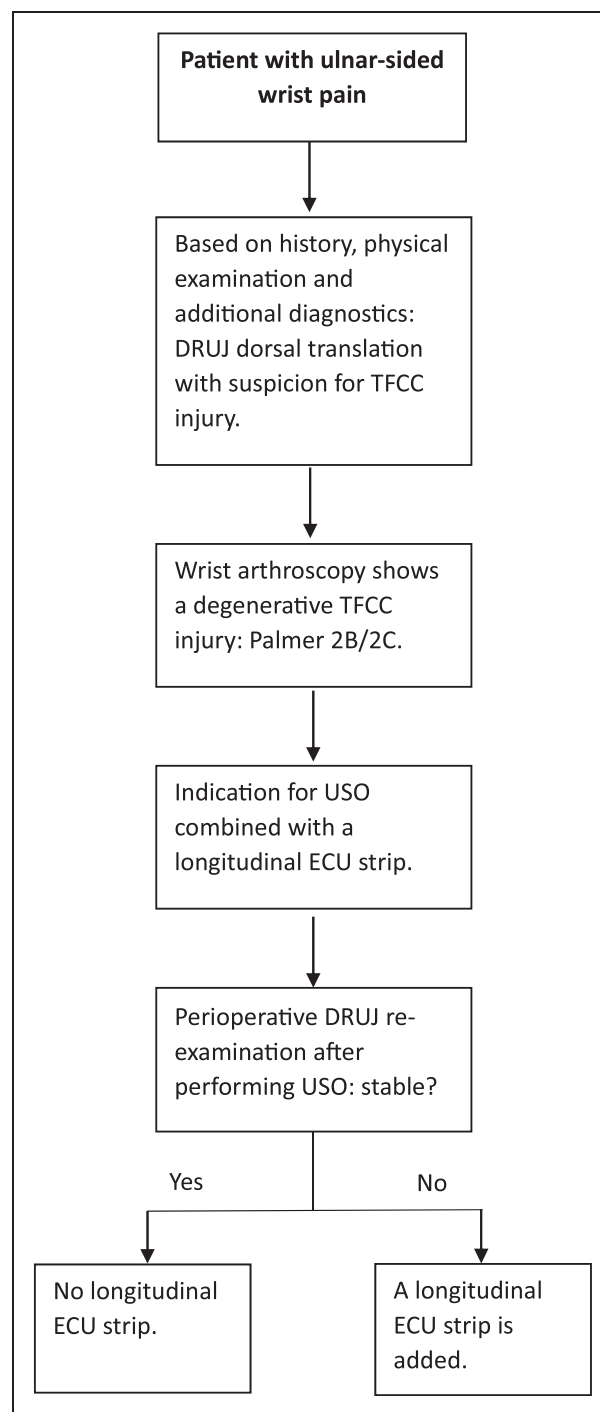 Patient with ulnar-sided
wrist pain
Based on history, physical
examination and
additional diagnostics:
DRUJ dorsal translation
with suspicion for TFCC
injury.
Wrist arthroscopy shows
a degenerative TFCC
injury: Palmer 2B/2C.
Indication for USO
combined with a
longitudinal ECU strip.
Perioperative DRUJ re-
examination after
performing USO: stable?
Yes
No
No longitudinal
ECU strip.
A longitudinal
ECU strip is
added.